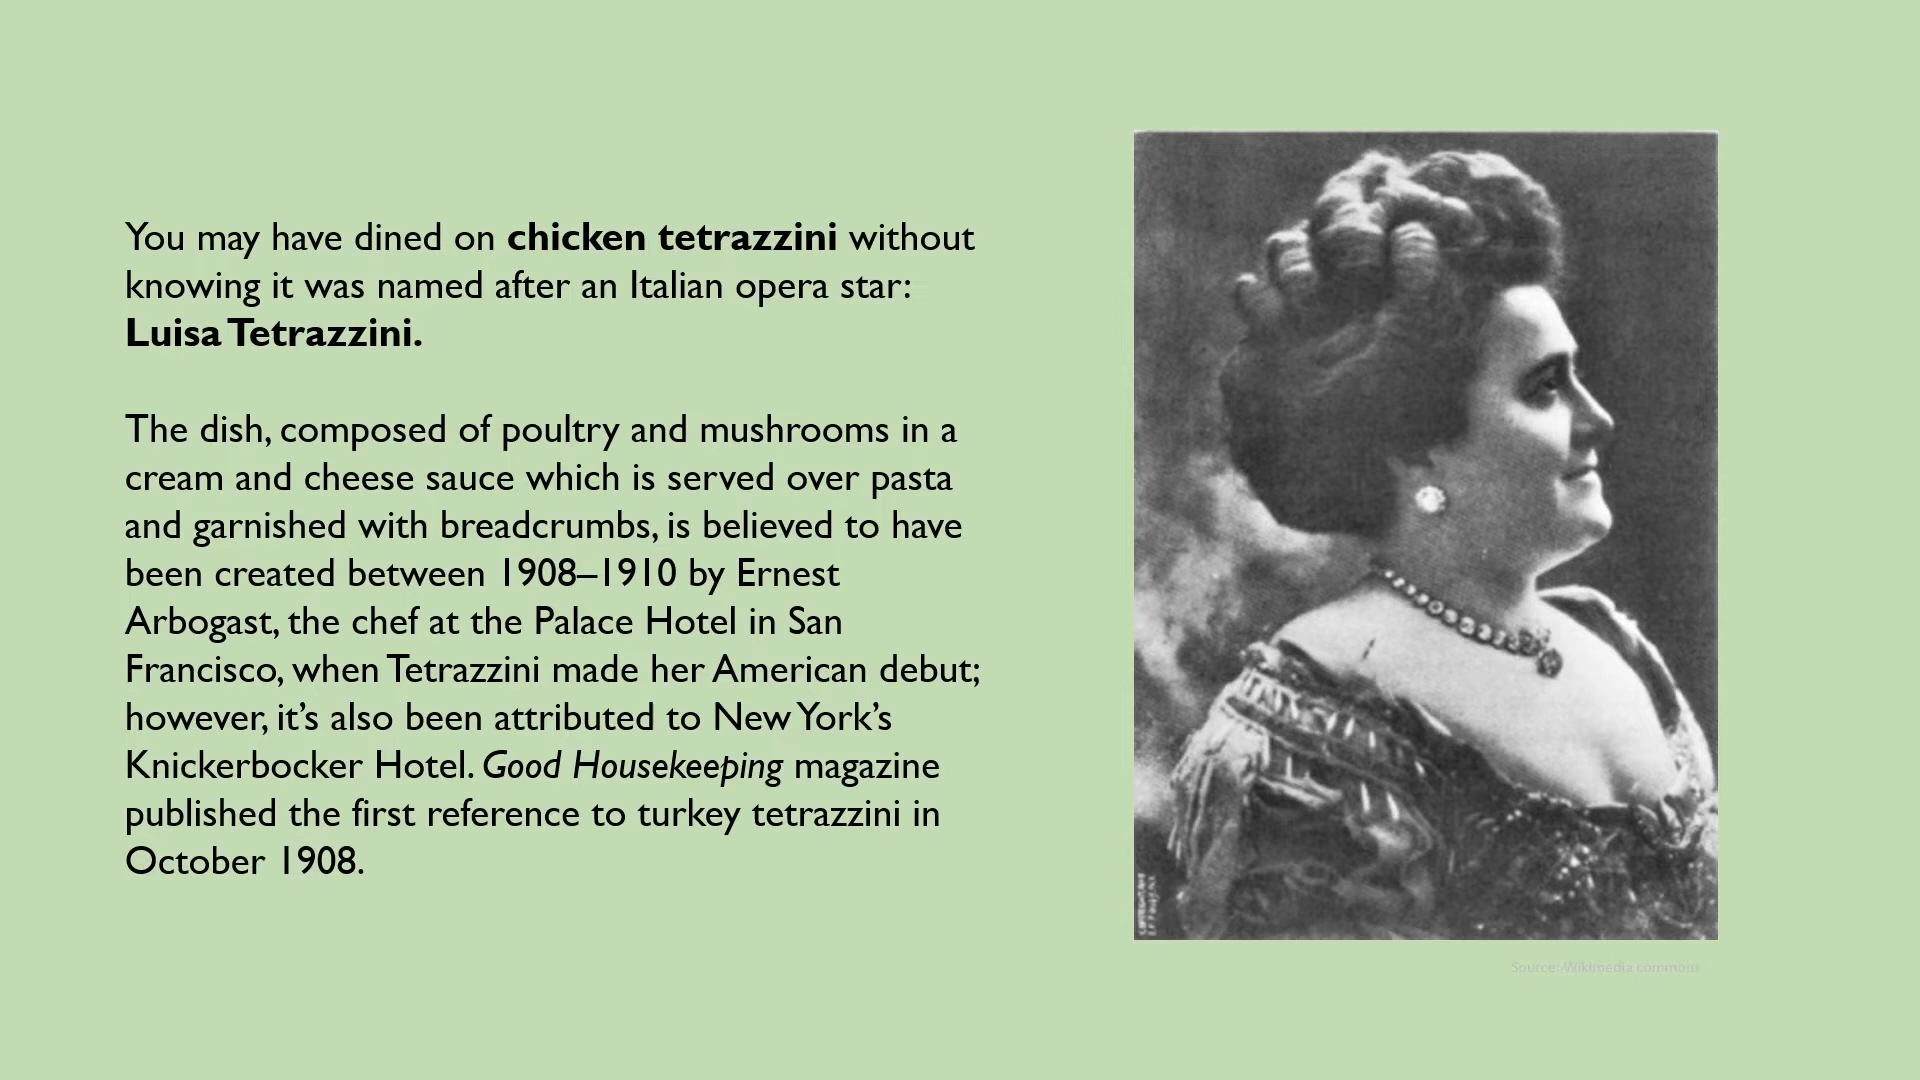 You may have dined on chicken tetrazzini without
knowing it was named after an Italian opera star:
Luisa Tetrazzini.
The dish, composed of poultry and mushrooms in a
cream and cheese sauce which is served over pasta
and garnished with breadcrumbs, is believed to have
been created between 1908–1910 by Ernest
Arbogast, the chef at the Palace Hotel in San
Francisco, when Tetrazzini made her American debut;
however, it’s also been attributed to New York’s
Knickerbocker Hotel. Good Housekeeping magazine
published the first reference to turkey tetrazzini in
October 1908.
Source: Wikimedia commons